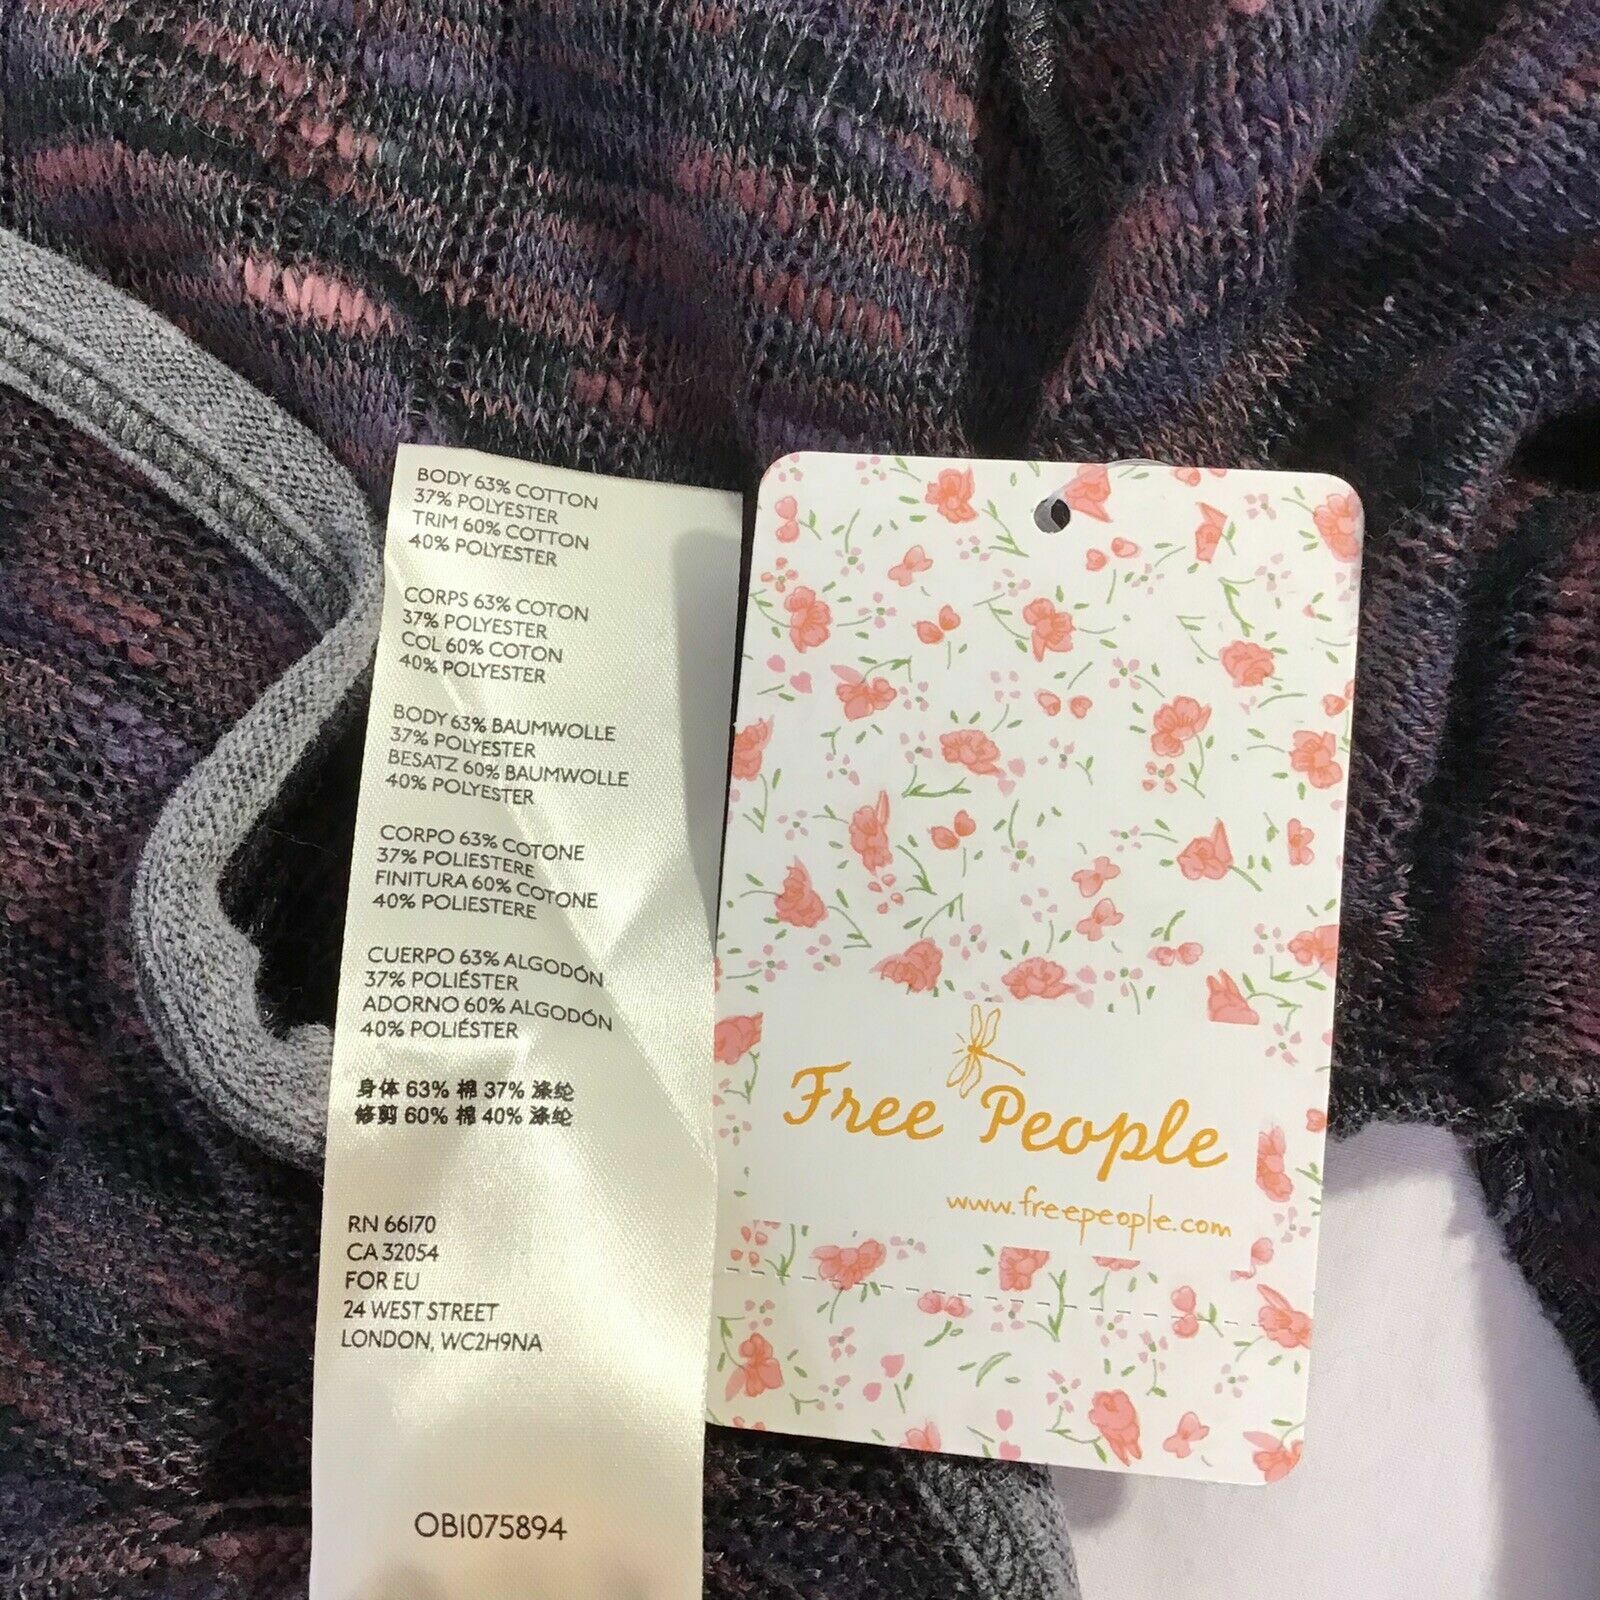 BODY 63% COTTON
37% POLYESTER
TRIM 60% COTTON
40% POLYESTER
CORPS 63% COTON
37% POLYESTER
COL 60% COTON
40% POLYESTER
BODY 63% BAUMWOLLE
37% POLYESTER
BESATZ 60% BAUMWOLLE
40% POLYESTER
CORPO 63% COTONE
37% POLIESTERE
FINITURA 60% COTONE
40% POLIESTERE
CUERPO 63% ALGODÓN
37% POLIÉSTER
ADORNO 60% ALGODÓN
40% POLIÉSTER
身体 63% 棉 37% 涤纶
修剪 60% 棉 40% 涤纶
RN 66170
CA 32054
FOR EU
24 WEST STREET
LONDON, WC2H9NA
OB1075894
Free People
www.freepeople.com